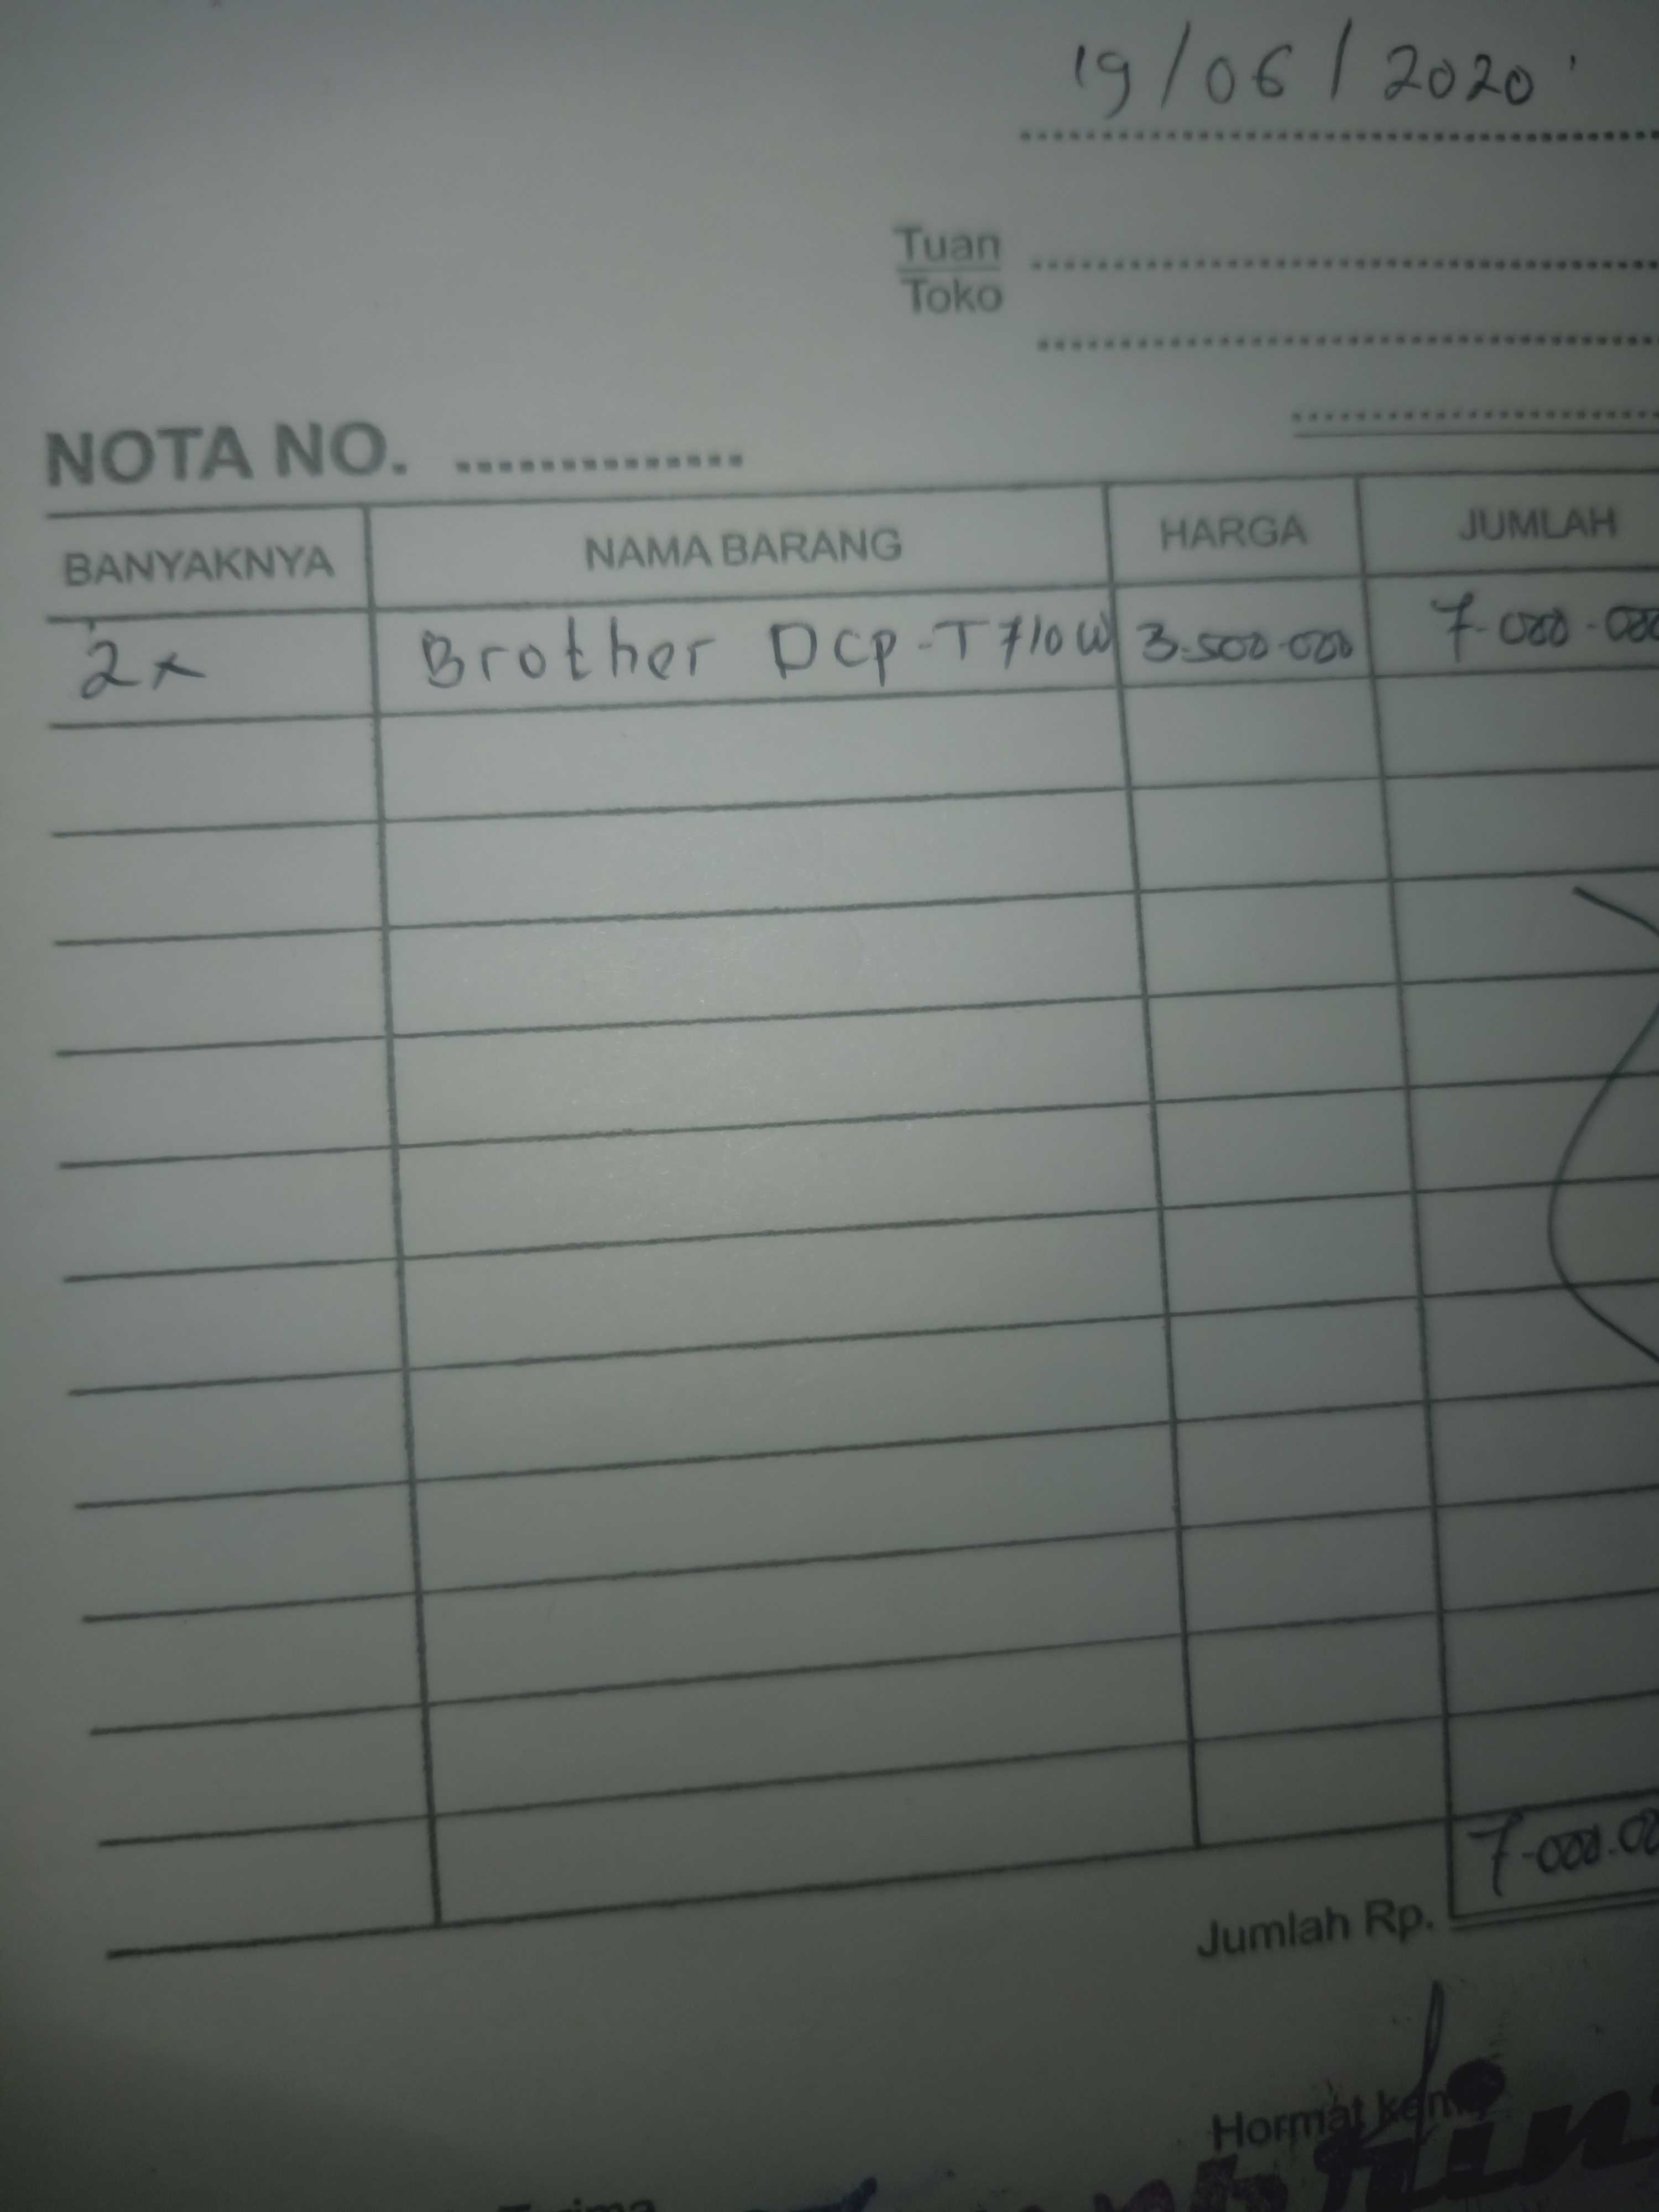 19/06/2020
Tuan
Toko
NOTA NO. ..............
BANYAKNYA NAMA BARANG HARGA JUMLAH
2x Brother DCP-T710W 3.500.000 7.000.000
Jumlah Rp. 7.000.00
Hormat kami